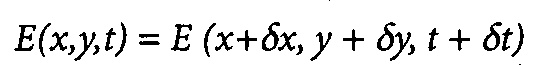 E(x,y,t) = E (x+δx, y + δy, t + δt)